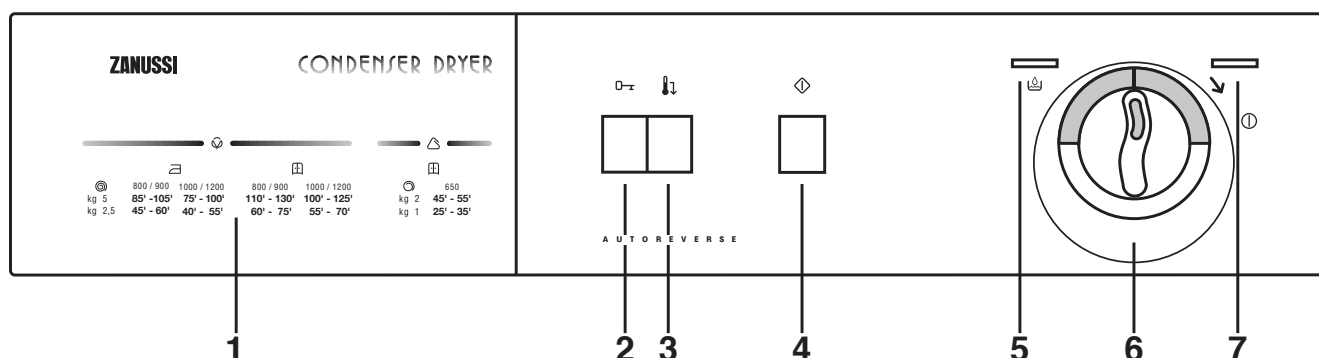 ZANUSSI
CONDENSER DRYER
800 / 900 1000 / 1200 800 / 900 1000 / 1200 650
kg 5 85' -105' 75' - 100' 110' - 130' 100' - 125' kg 2 45' - 55'
kg 2,5 45' - 60' 40' - 55' 60' - 75' 55' - 70' kg 1 25' - 35'
AUTOREVERSE
1 2 3 4 5 6 7